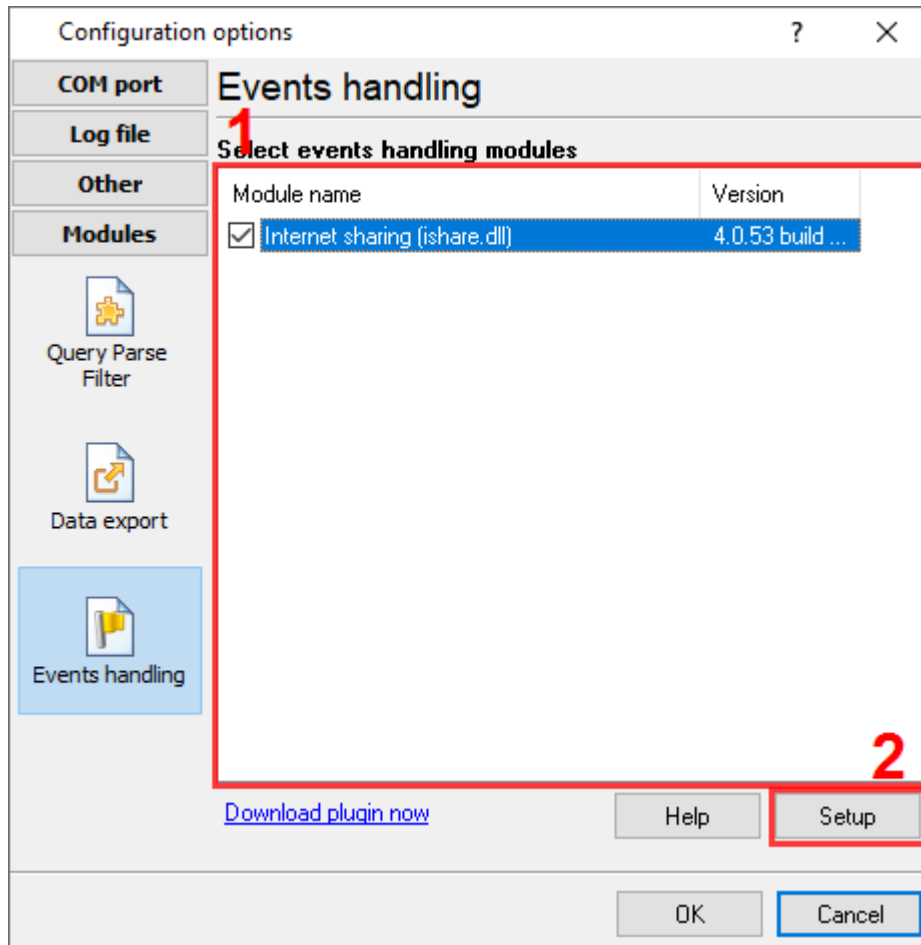 Configuration options
?
COM port
Log file
Other
Modules
Query Parse
Filter
Data export
Events handling
Events handling
1
Select events handling modules
Module name Version
Internet sharing (ishare.dll) 4.0.53 build ...
2
Download plugin now
Help
Setup
OK
Cancel